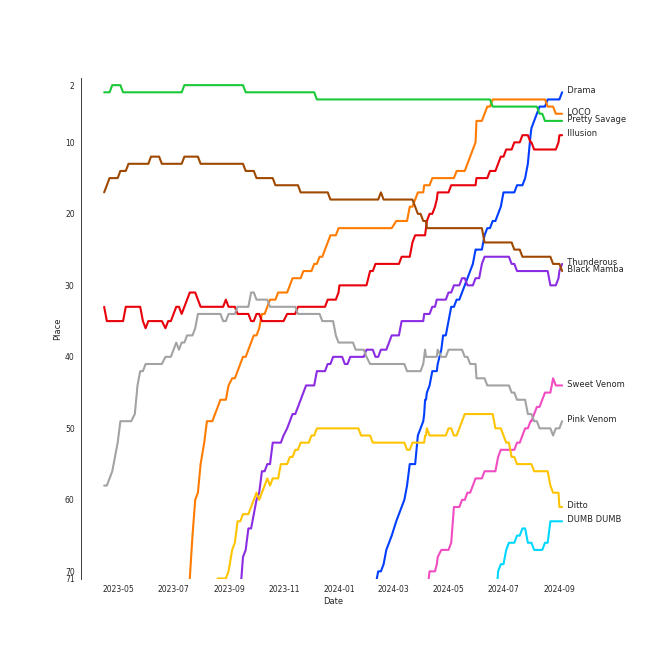 2
10
20
30
40
50
60
70
71
Place
2023-05
2023-07
2023-09
2023-11
2024-01
2024-03
2024-05
2024-07
2024-09
Date
Drama
LOCO
Pretty Savage
Illusion
Thunderous
Black Mamba
Sweet Venom
Pink Venom
Ditto
DUMB DUMB